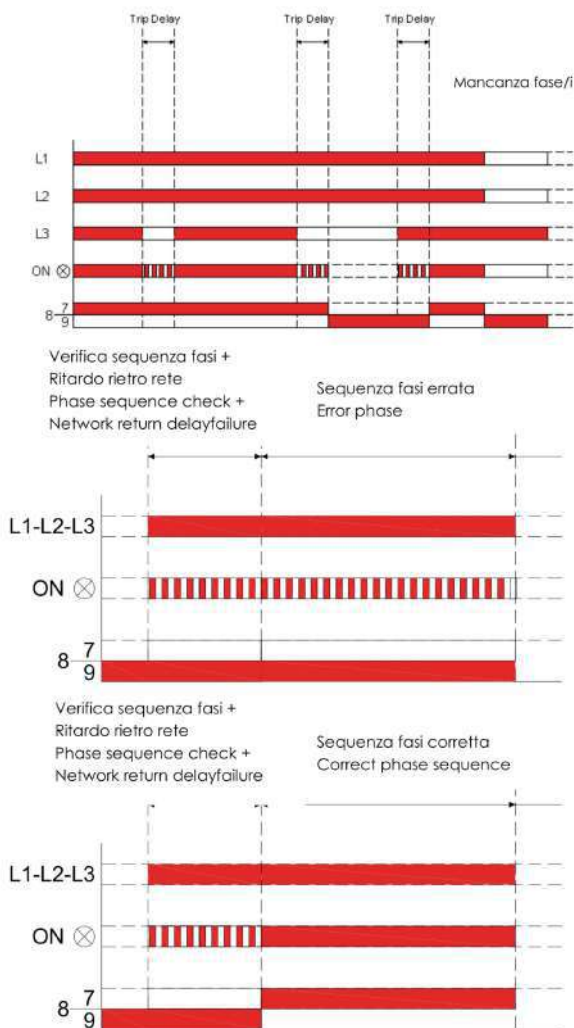 Trip Delay Trip Delay Trip Delay
Mancanza fase/i
L1
L2
L3
ON
7
8
9
Verifica sequenza fasi +
Ritardo rietro rete
Phase sequence check +
Network return delayfailure
Sequenza fasi errata
Error phase
L1-L2-L3
ON
7
8
9
Verifica sequenza fasi +
Ritardo rietro rete
Phase sequence check +
Network return delayfailure
Sequenza fasi corretta
Correct phase sequence
L1-L2-L3
ON
7
8
9